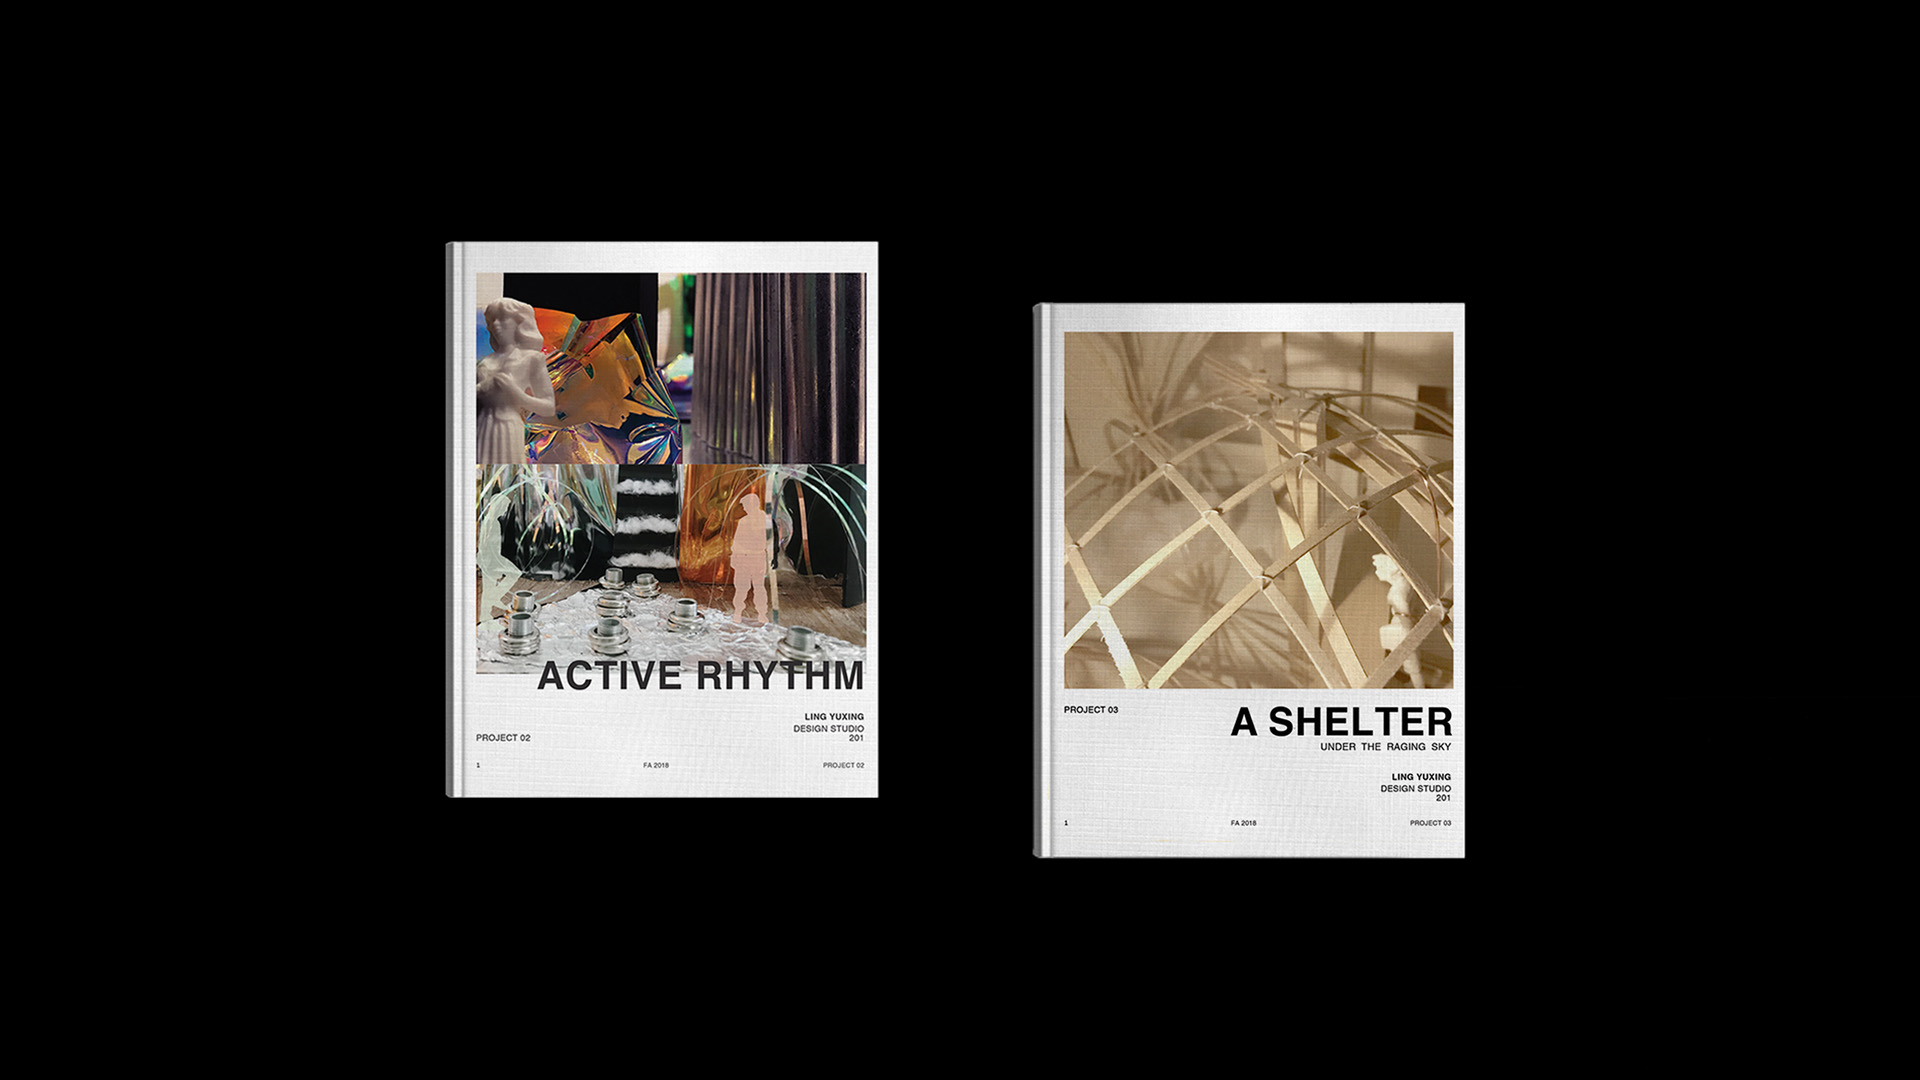 ACTIVE RHYTHM
LING YUXING
DESIGN STUDIO
201
PROJECT 02
1
FA 2018
PROJECT 02
PROJECT 03
A SHELTER
UNDER THE RAGING SKY
LING YUXING
DESIGN STUDIO
201
1
FA 2018
PROJECT 03